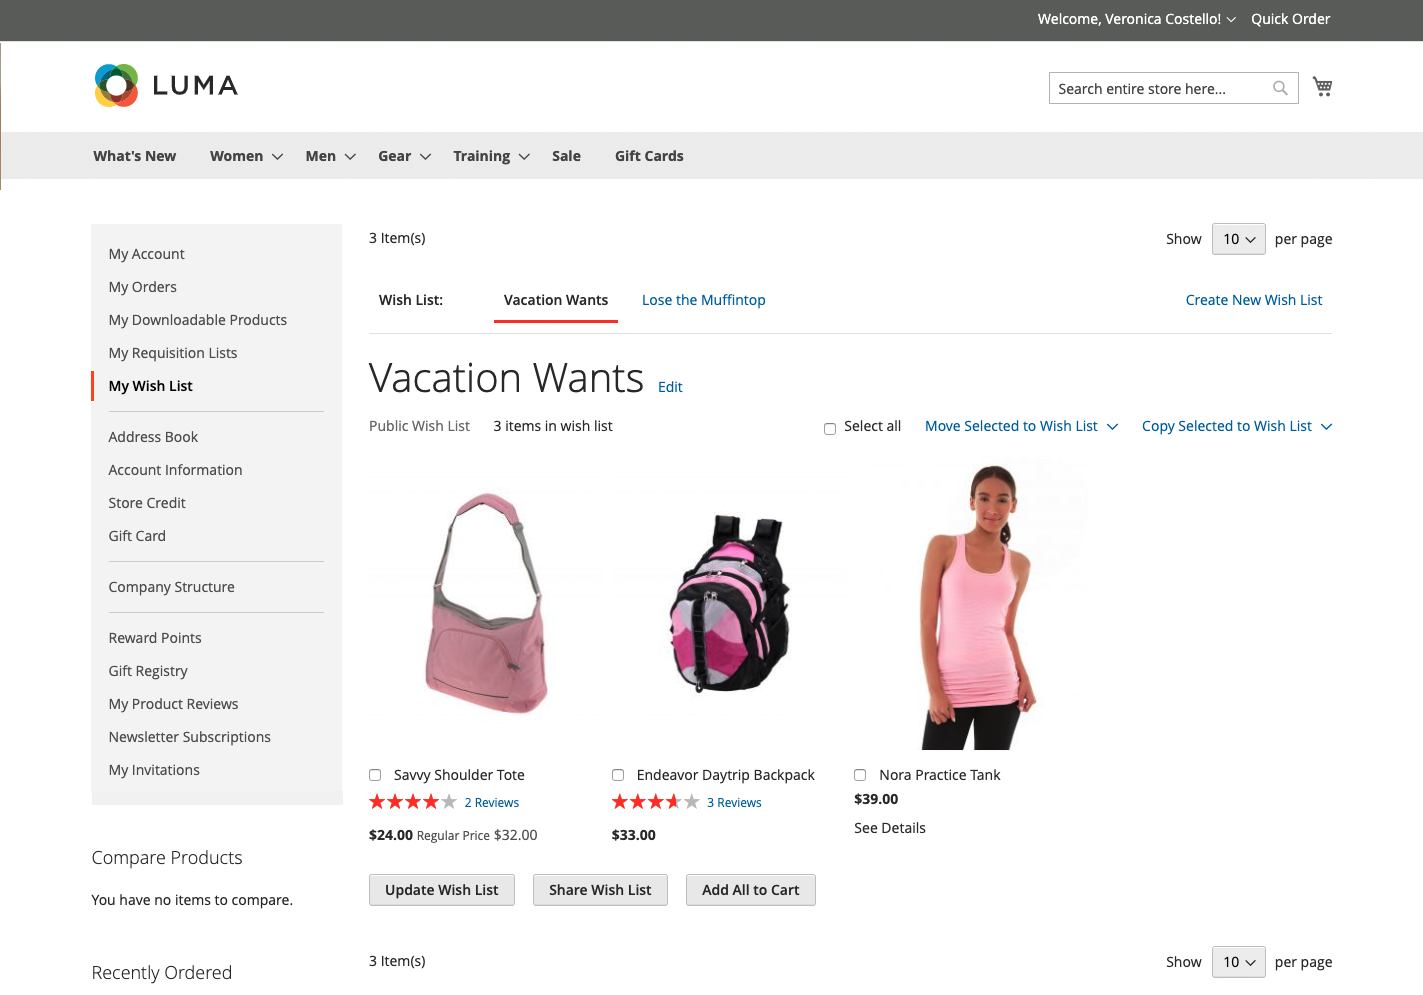 Welcome, Veronica Costello! Quick Order
LUMA
Search entire store here...
What's New Women Men Gear Training Sale Gift Cards
My Account
My Orders
My Downloadable Products
My Requisition Lists
My Wish List
Address Book
Account Information
Store Credit
Gift Card
Company Structure
Reward Points
Gift Registry
My Product Reviews
Newsletter Subscriptions
My Invitations
Compare Products
You have no items to compare.
Recently Ordered
3 Item(s)
Show 10 per page
Wish List: Vacation Wants Lose the Muffintop Create New Wish List
Vacation Wants Edit
Public Wish List 3 items in wish list Select all Move Selected to Wish List Copy Selected to Wish List
Savvy Shoulder Tote
2 Reviews
$24.00 Regular Price $32.00
Endeavor Daytrip Backpack
3 Reviews
$33.00
Nora Practice Tank
$39.00
See Details
Update Wish List Share Wish List Add All to Cart
3 Item(s)
Show 10 per page